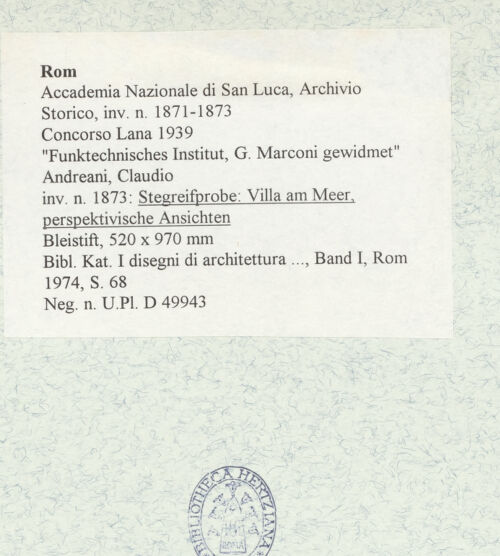 Rom
Accademia Nazionale di San Luca, Archivio
Storico, inv. n. 1871-1873
Concorso Lana 1939
"Funktechnisches Institut, G. Marconi gewidmet"
Andreani, Claudio
inv. n. 1873: Stegreifprobe: Villa am Meer,
perspektivische Ansichten
Bleistift, 520 x 970 mm
Bibl. Kat. I disegni di architettura ..., Band I, Rom
1974, S. 68
Neg. n. U.Pl. D 49943
BIBLIOTHECA HERTZIANA
ROMA